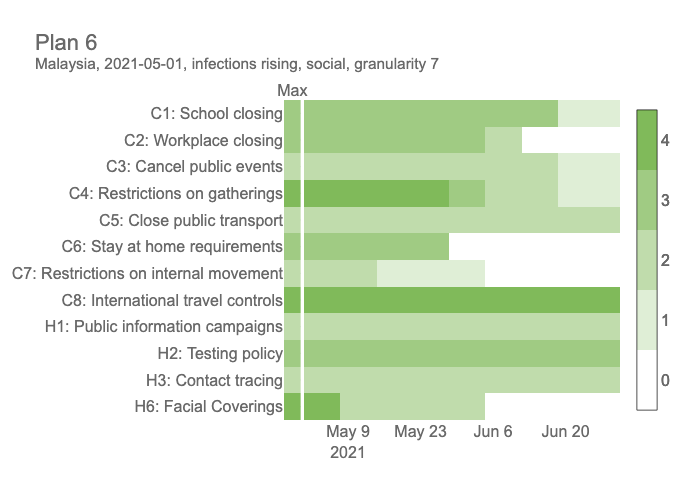 Plan 6
Malaysia, 2021-05-01, infections rising, social, granularity 7
Max
C1: School closing
C2: Workplace closing
C3: Cancel public events
C4: Restrictions on gatherings
C5: Close public transport
C6: Stay at home requirements
C7: Restrictions on internal movement
C8: International travel controls
H1: Public information campaigns
H2: Testing policy
H3: Contact tracing
H6: Facial Coverings
May 9 May 23 Jun 6 Jun 20
2021
4
3
2
1
0